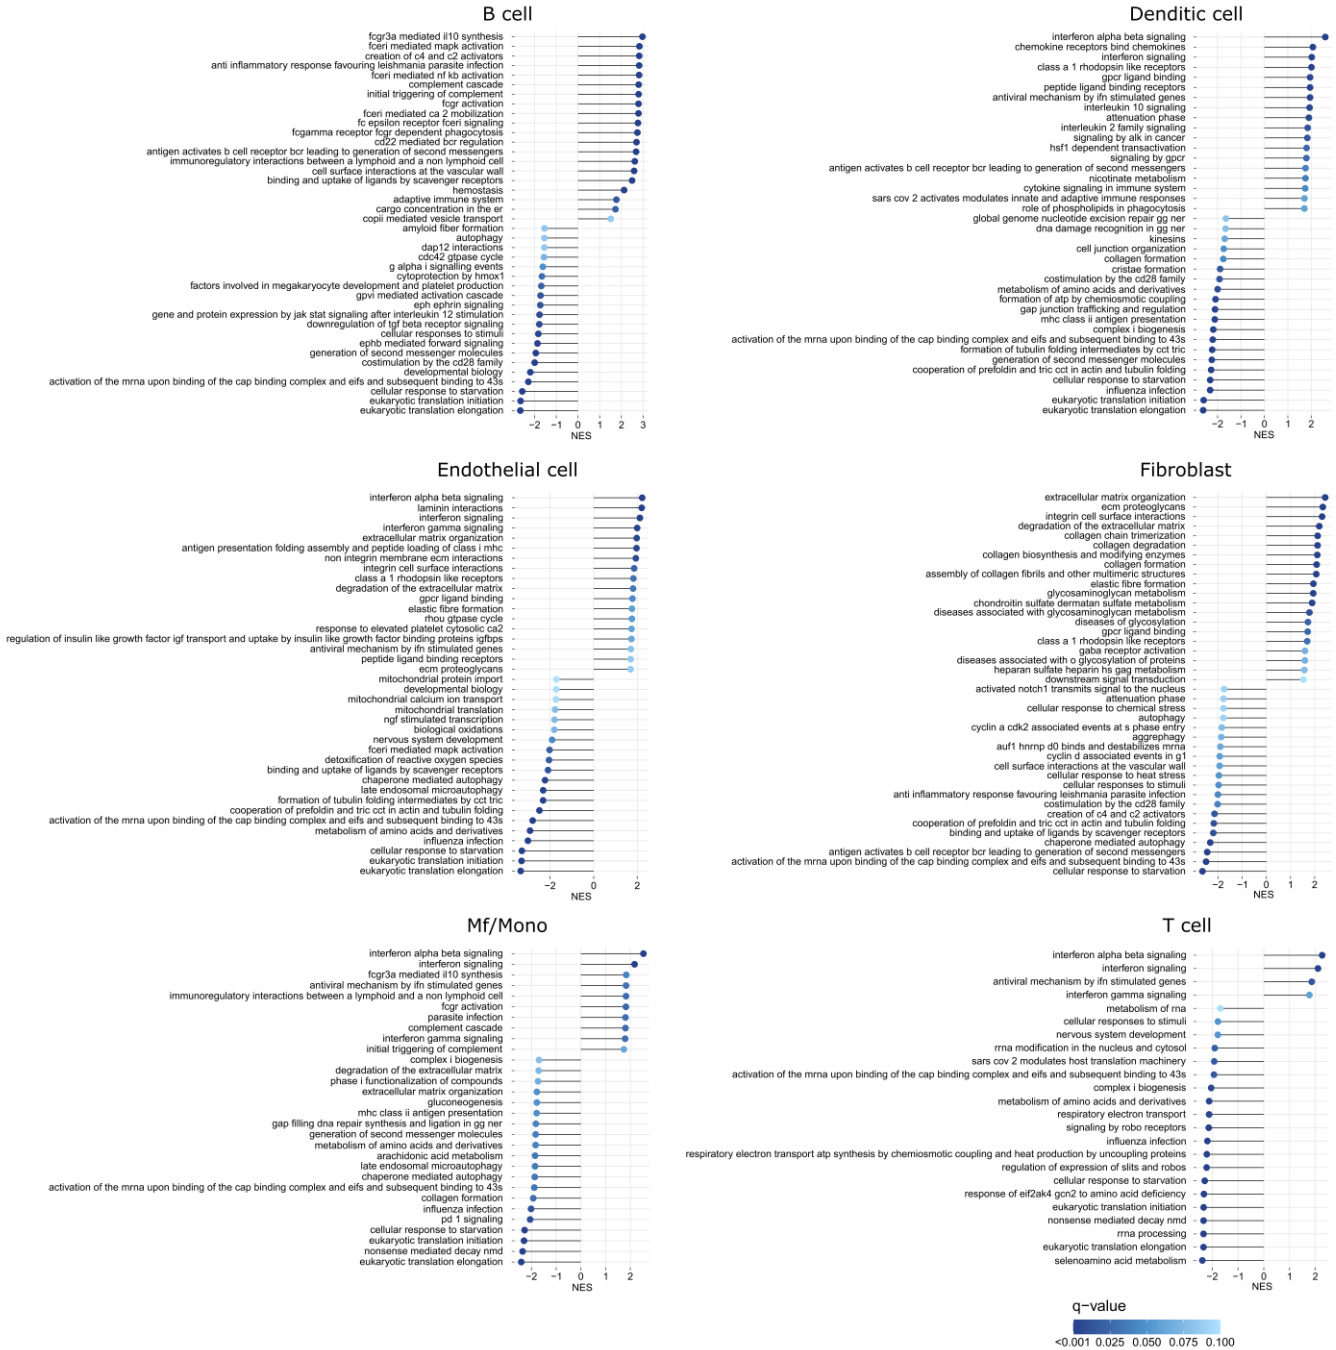 B cell
fcgr3a mediated il10 synthesis
fceri mediated mapk activation
creation of c4 and c2 activators
anti inflammatory response favouring leishmania parasite infection
fceri mediated nf kb activation
complement cascade
initial triggering of complement
fcgr activation
fceri mediated ca 2 mobilization
fc epsilon receptor fceri signaling
fcgamma receptor fcgr dependent phagocytosis
cd22 mediated bcr regulation
antigen activates b cell receptor bcr leading to generation of second messengers
immunoregulatory interactions between a lymphoid and a non lymphoid cell
cell surface interactions at the vascular wall
binding and uptake of ligands by scavenger receptors
hemostasis
adaptive immune system
cargo concentration in the er
copii mediated vesicle transport
amyloid fiber formation
autophagy
dap12 interactions
cdc42 gtpase cycle
g alpha i signalling events
cytoprotection by hmox1
factors involved in megakaryocyte development and platelet production
gpvi mediated activation cascade
eph ephrin signaling
gene and protein expression by jak stat signaling after interleukin 12 stimulation
downregulation of tgf beta receptor signaling
cellular responses to stimuli
ephb mediated forward signaling
generation of second messenger molecules
costimulation by the cd28 family
developmental biology
activation of the mrna upon binding of the cap binding complex and eifs and subsequent binding to 43s
cellular response to starvation
eukaryotic translation initiation
eukaryotic translation elongation
−2 −1 0 1 2 3
NES
Denditic cell
interferon alpha beta signaling
chemokine receptors bind chemokines
interferon signaling
class a 1 rhodopsin like receptors
gpcr ligand binding
peptide ligand binding receptors
antiviral mechanism by ifn stimulated genes
interleukin 10 signaling
attenuation phase
interleukin 2 family signaling
signaling by alk in cancer
hsf1 dependent transactivation
signaling by gpcr
antigen activates b cell receptor bcr leading to generation of second messengers
nicotinate metabolism
cytokine signaling in immune system
sars cov 2 activates modulates innate and adaptive immune responses
role of phospholipids in phagocytosis
global genome nucleotide excision repair gg ner
dna damage recognition in gg ner
kinesins
cell junction organization
collagen formation
cristae formation
costimulation by the cd28 family
metabolism of amino acids and derivatives
formation of atp by chemiosmotic coupling
gap junction trafficking and regulation
mhc class ii antigen presentation
complex i biogenesis
activation of the mrna upon binding of the cap binding complex and eifs and subsequent binding to 43s
formation of tubulin folding intermediates by cct tric
generation of second messenger molecules
cooperation of prefoldin and tric cct in actin and tubulin folding
cellular response to starvation
influenza infection
eukaryotic translation initiation
eukaryotic translation elongation
−2 −1 0 1 2
NES
Endothelial cell
interferon alpha beta signaling
laminin interactions
interferon signaling
interferon gamma signaling
extracellular matrix organization
antigen presentation folding assembly and peptide loading of class i mhc
non integrin membrane ecm interactions
integrin cell surface interactions
class a 1 rhodopsin like receptors
degradation of the extracellular matrix
gpcr ligand binding
elastic fibre formation
rhou gtpase cycle
response to elevated platelet cytosolic ca2
regulation of insulin like growth factor igf transport and uptake by insulin like growth factor binding proteins igfbps
antiviral mechanism by ifn stimulated genes
peptide ligand binding receptors
ecm proteoglycans
mitochondrial protein import
developmental biology
mitochondrial calcium ion transport
mitochondrial translation
ngf stimulated transcription
biological oxidations
nervous system development
fceri mediated mapk activation
detoxification of reactive oxygen species
binding and uptake of ligands by scavenger receptors
chaperone mediated autophagy
late endosomal microautophagy
formation of tubulin folding intermediates by cct tric
cooperation of prefoldin and tric cct in actin and tubulin folding
activation of the mrna upon binding of the cap binding complex and eifs and subsequent binding to 43s
metabolism of amino acids and derivatives
influenza infection
cellular response to starvation
eukaryotic translation initiation
eukaryotic translation elongation
−2 0 2
NES
Fibroblast
extracellular matrix organization
ecm proteoglycans
integrin cell surface interactions
degradation of the extracellular matrix
collagen chain trimerization
collagen degradation
collagen biosynthesis and modifying enzymes
collagen formation
assembly of collagen fibrils and other multimeric structures
elastic fibre formation
glycosaminoglycan metabolism
chondroitin sulfate dermatan sulfate metabolism
diseases associated with glycosaminoglycan metabolism
diseases of glycosylation
gpcr ligand binding
class a 1 rhodopsin like receptors
gaba receptor activation
diseases associated with o glycosylation of proteins
heparan sulfate heparin hs gag metabolism
downstream signal transduction
activated notch1 transmits signal to the nucleus
attenuation phase
cellular response to chemical stress
autophagy
cyclin a cdk2 associated events at s phase entry
aggrephagy
auf1 hnrnp d0 binds and destabilizes mrna
cyclin d associated events in g1
cell surface interactions at the vascular wall
cellular response to heat stress
cellular responses to stimuli
anti inflammatory response favouring leishmania parasite infection
costimulation by the cd28 family
creation of c4 and c2 activators
cooperation of prefoldin and tric cct in actin and tubulin folding
binding and uptake of ligands by scavenger receptors
chaperone mediated autophagy
antigen activates b cell receptor bcr leading to generation of second messengers
activation of the mrna upon binding of the cap binding complex and eifs and subsequent binding to 43s
cellular response to starvation
−2 −1 0 1 2
NES
Mf/Mono
interferon alpha beta signaling
interferon signaling
fcgr3a mediated il10 synthesis
antiviral mechanism by ifn stimulated genes
immunoregulatory interactions between a lymphoid and a non lymphoid cell
fcgr activation
parasite infection
complement cascade
interferon gamma signaling
initial triggering of complement
complex i biogenesis
degradation of the extracellular matrix
phase i functionalization of compounds
extracellular matrix organization
gluconeogenesis
mhc class ii antigen presentation
gap filling dna repair synthesis and ligation in gg ner
generation of second messenger molecules
metabolism of amino acids and derivatives
arachidonic acid metabolism
late endosomal microautophagy
chaperone mediated autophagy
activation of the mrna upon binding of the cap binding complex and eifs and subsequent binding to 43s
collagen formation
influenza infection
pd 1 signaling
cellular response to starvation
eukaryotic translation initiation
nonsense mediated decay nmd
eukaryotic translation elongation
−2 −1 0 1 2
NES
T cell
interferon alpha beta signaling
interferon signaling
antiviral mechanism by ifn stimulated genes
interferon gamma signaling
metabolism of rna
cellular responses to stimuli
nervous system development
rrna modification in the nucleus and cytosol
sars cov 2 modulates host translation machinery
activation of the mrna upon binding of the cap binding complex and eifs and subsequent binding to 43s
complex i biogenesis
metabolism of amino acids and derivatives
respiratory electron transport
signaling by robo receptors
influenza infection
respiratory electron transport atp synthesis by chemiosmotic coupling and heat production by uncoupling proteins
regulation of expression of slits and robos
cellular response to starvation
response of eif2ak4 gcn2 to amino acid deficiency
eukaryotic translation initiation
nonsense mediated decay nmd
rrna processing
eukaryotic translation elongation
selenoamino acid metabolism
−2 −1 0 1 2
NES
q−value
<0.001 0.025 0.050 0.075 0.100